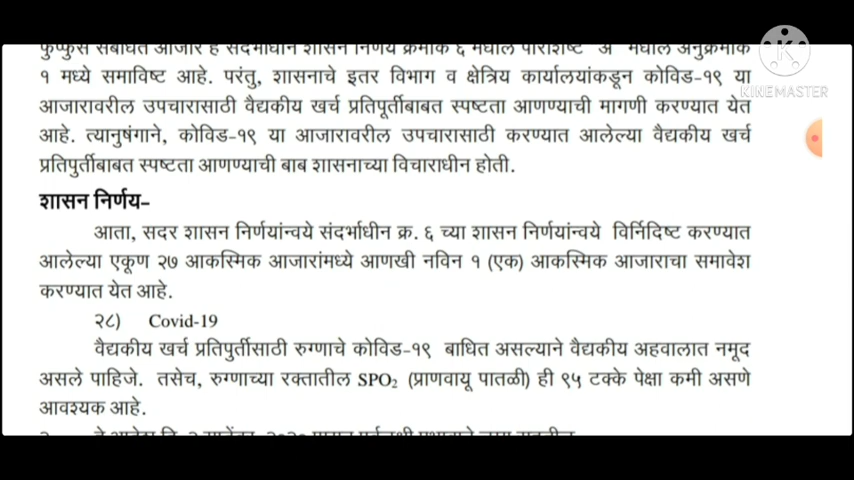 फुप्फुस संबंधित आजार हे संदर्भाधीन शासन निर्णय क्रमांक ६ मधील परिशिष्ट अ मधील अनुक्रमांक
१ मध्ये समाविष्ट आहे. परंतु, शासनाचे इतर विभाग व क्षेत्रिय कार्यालयांकडून कोविड-१९ या
आजारावरील उपचारासाठी वैद्यकीय खर्च प्रतिपूर्तीबाबत स्पष्टता आणण्याची मागणी करण्यात येत
आहे. त्यानुषंगाने, कोविड-१९ या आजारावरील उपचारासाठी करण्यात आलेल्या वैद्यकीय खर्च
प्रतिपुर्तीबाबत स्पष्टता आणण्याची बाब शासनाच्या विचाराधीन होती.
शासन निर्णय-
आता, सदर शासन निर्णयांन्वये संदर्भाधीन क्र. ६ च्या शासन निर्णयांन्वये विर्निदिष्ट करण्यात
आलेल्या एकूण २७ आकस्मिक आजारांमध्ये आणखी नविन १ (एक) आकस्मिक आजाराचा समावेश
करण्यात येत आहे.
२८) Covid-19
वैद्यकीय खर्च प्रतिपुर्तीसाठी रुग्णाचे कोविड-१९ बाधित असल्याने वैद्यकीय अहवालात नमूद
असले पाहिजे. तसेच, रुग्णाच्या रक्तातील SPO₂ (प्राणवायू पातळी) ही ९५ टक्के पेक्षा कमी असणे
आवश्यक आहे.
K
KINEMASTER